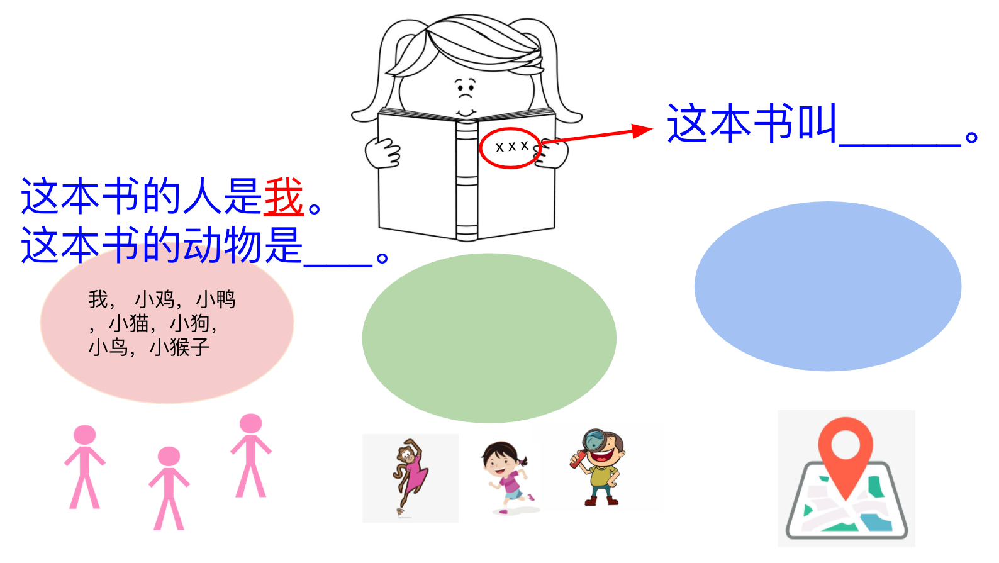 x x x
这本书叫_____。
这本书的人是我。
这本书的动物是___。
我， 小鸡，小鸭
，小猫，小狗，
小鸟，小猴子